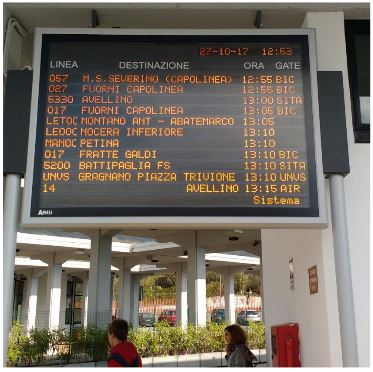 27-10-17 12:53
LINEA DESTINAZIONE ORA GATE
057 M.S.SEVERINO (CAPOLINEA) 12:55 BIC
027 FUORNI CAPOLINEA 12:55 BIC
5330 AVELLINO 13:00 SITA
017 FUORNI CAPOLINEA 13:05 BIC
MONTANO ANT - ABATEMARCO 13:05
NOCERA INFERIORE 13:10
PETINA 13:10
017 FRATTE GALDI 13:10 BIC
5200 BATTIPAGLIA FS 13:10 SITA
UNVS GRAGNANO PIAZZA TRIVIONE 13:10 UNVS
14 AVELLINO 13:15 AIR
Sistema